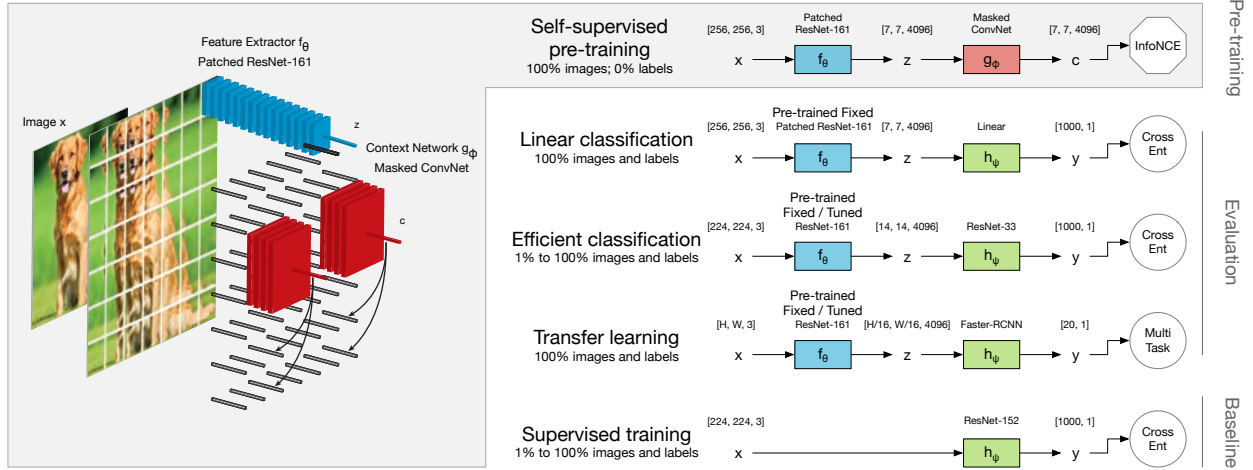 Feature Extractor fθ
Patched ResNet-161
Image x
z
Context Network gΦ
Masked ConvNet
c
Self-supervised
pre-training
100% images; 0% labels
[256, 256, 3]
Patched
ResNet-161
[7, 7, 4096]
Masked
ConvNet
[7, 7, 4096]
x
fθ
z
gΦ
c
InfoNCE
Pre-training
Linear classification
100% images and labels
[256, 256, 3]
Pre-trained Fixed
Patched ResNet-161
[7, 7, 4096]
Linear
[1000, 1]
x
fθ
z
hψ
y
Cross
Ent
Efficient classification
1% to 100% images and labels
[224, 224, 3]
Pre-trained
Fixed / Tuned
ResNet-161
[14, 14, 4096]
ResNet-33
[1000, 1]
x
fθ
z
hψ
y
Cross
Ent
Evaluation
Transfer learning
100% images and labels
[H, W, 3]
Pre-trained
Fixed / Tuned
ResNet-161
[H/16, W/16, 4096]
Faster-RCNN
[20, 1]
x
fθ
z
hψ
y
Multi
Task
Supervised training
1% to 100% images and labels
[224, 224, 3]
ResNet-152
[1000, 1]
x
hψ
y
Cross
Ent
Baseline